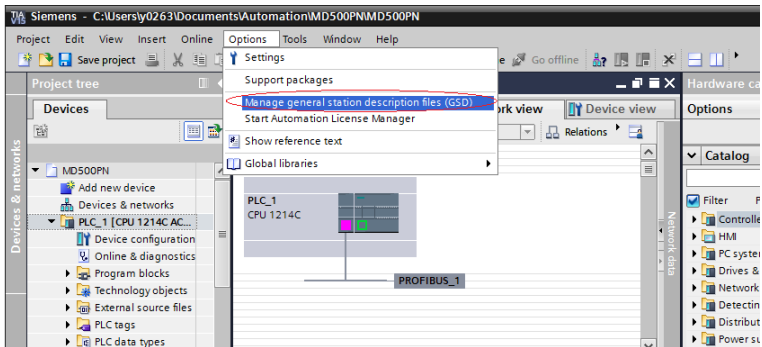 Siemens - C:\Users\y0263\Documents\Automation\MD500PN\MD500PN
Project Edit View Insert Online Options Tools Window Help
Save project
Go offline
Settings
Support packages
Manage general station description files (GSD)
Start Automation License Manager
Show reference text
Global libraries
Project tree
Devices
MD500PN
Add new device
Devices & networks
PLC_1 [CPU 1214C AC...
Device configuration
Online & diagnostics
Program blocks
Technology objects
External source files
PLC tags
PLC data types
Devices & networks
Device view
Relations
PLC_1
CPU 1214C
PROFIBUS_1
Network data
Hardware ca
Options
Catalog
Filter
Controlle
HMI
PC system
Drives &
Network
Detectin
Distribut
Power su